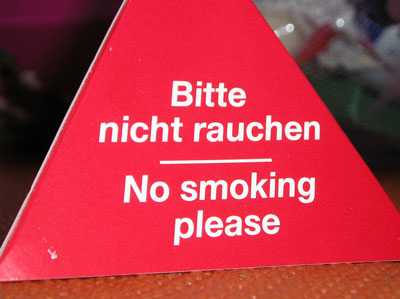 Bitte
nicht rauchen
No smoking
please